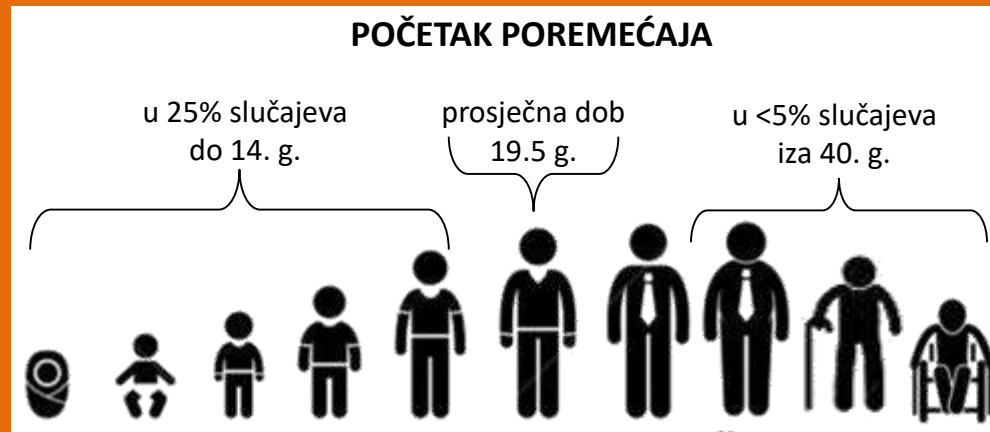 POČETAK POREMEĆAJA
u 25% slučajeva
do 14. g.
prosječna dob
19.5 g.
u <5% slučajeva
iza 40. g.